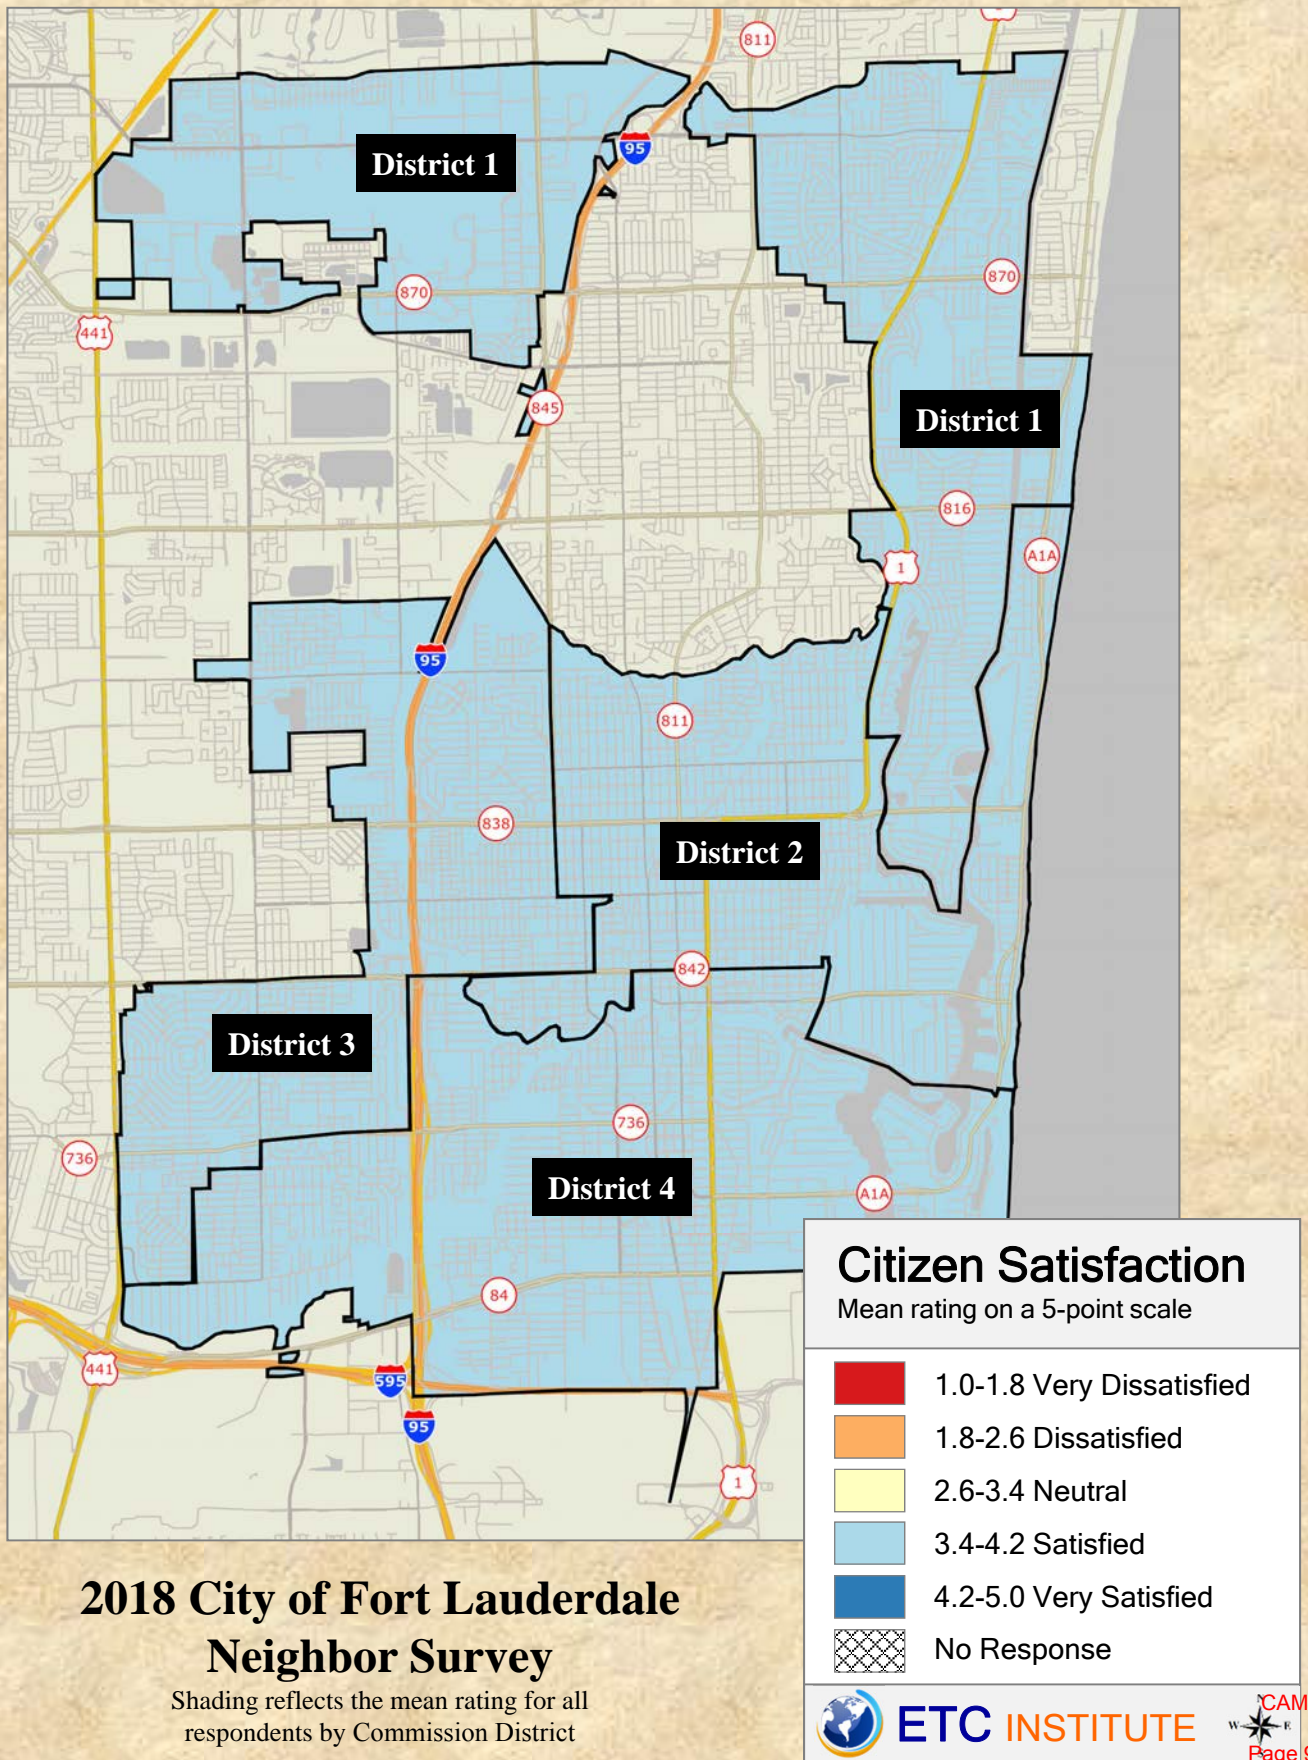 811
1
District 1
95
870
870
441
District 1
845
816
A1A
1
95
811
838
District 2
842
District 3
736
736
District 4
A1A
84
441
595
95
1
Citizen Satisfaction
Mean rating on a 5-point scale
1.0-1.8 Very Dissatisfied
1.8-2.6 Dissatisfied
2.6-3.4 Neutral
3.4-4.2 Satisfied
4.2-5.0 Very Satisfied
No Response
2018 City of Fort Lauderdale
Neighbor Survey
Shading reflects the mean rating for all
respondents by Commission District
ETC INSTITUTE
W E
CAM
Page 9